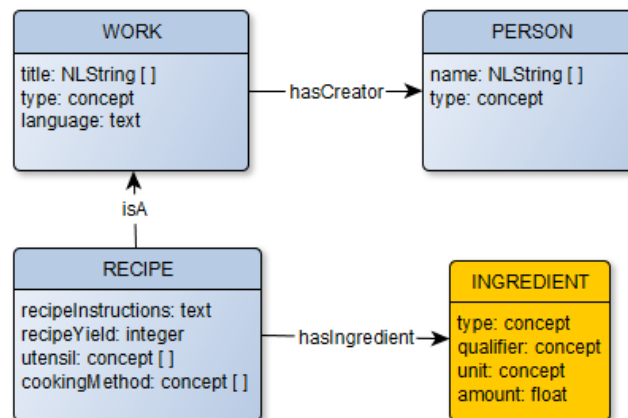 WORK
title: NLString [ ]
type: concept
language: text
hasCreator
PERSON
name: NLString [ ]
type: concept
isA
RECIPE
recipeInstructions: text
recipeYield: integer
utensil: concept [ ]
cookingMethod: concept [ ]
hasIngredient
INGREDIENT
type: concept
qualifier: concept
unit: concept
amount: float